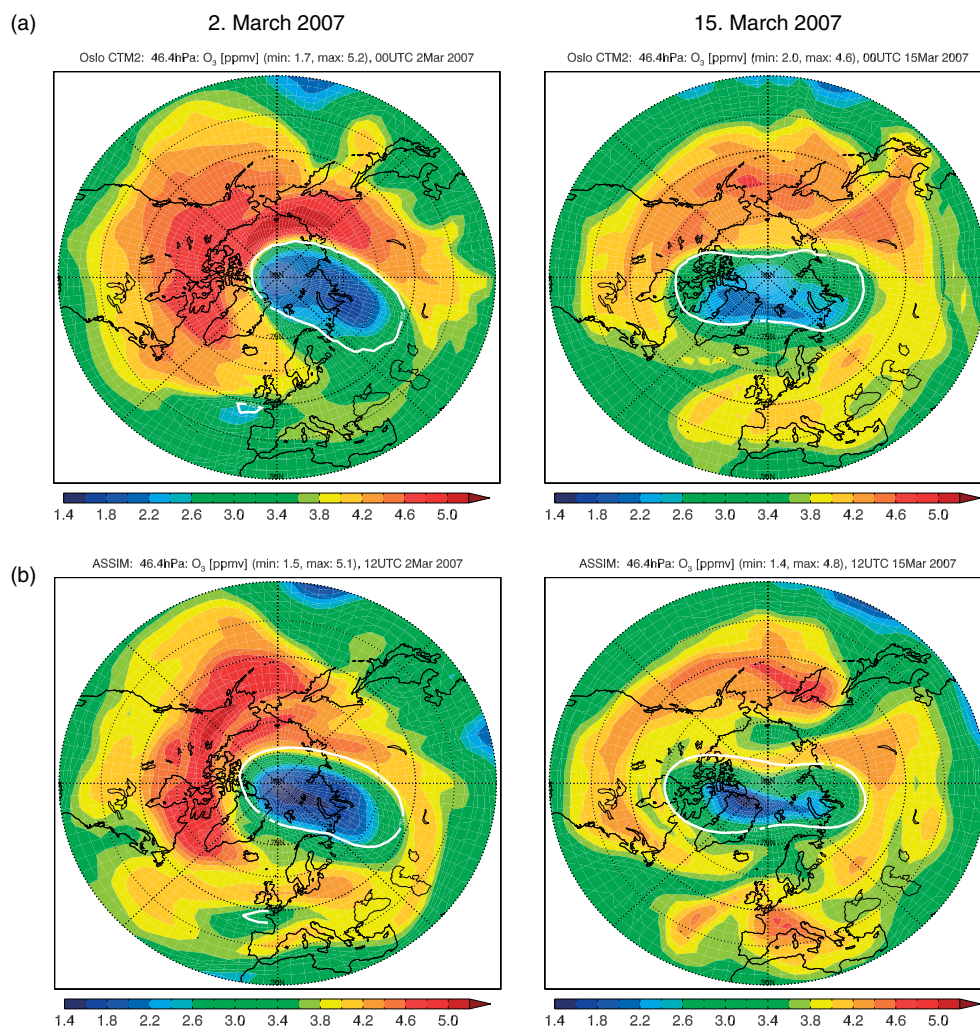 (a)
2. March 2007
15. March 2007
Oslo CTM2: 46.4hPa: O3 [ppmv] (min: 1.7, max: 5.2), 00UTC 2Mar 2007
Oslo CTM2: 46.4hPa: O3 [ppmv] (min: 2.0, max: 4.6), 00UTC 15Mar 2007
1.4 1.8 2.2 2.6 3.0 3.4 3.8 4.2 4.6 5.0
1.4 1.8 2.2 2.6 3.0 3.4 3.8 4.2 4.6 5.0
(b)
ASSIM: 46.4hPa: O3 [ppmv] (min: 1.5, max: 5.1), 12UTC 2Mar 2007
ASSIM: 46.4hPa: O3 [ppmv] (min: 1.4, max: 4.8), 12UTC 15Mar 2007
1.4 1.8 2.2 2.6 3.0 3.4 3.8 4.2 4.6 5.0
1.4 1.8 2.2 2.6 3.0 3.4 3.8 4.2 4.6 5.0